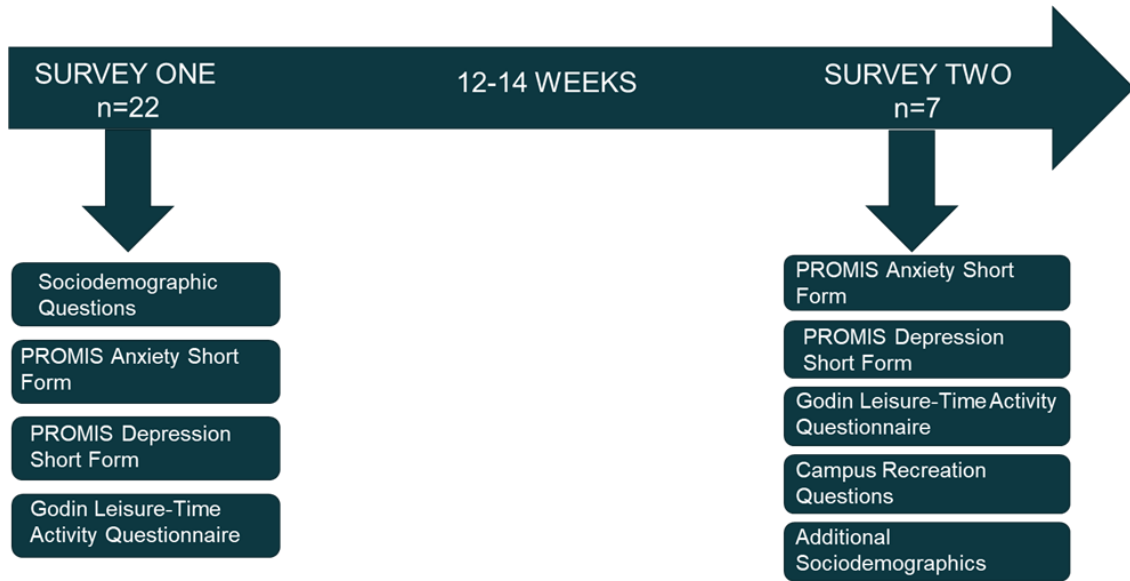 SURVEY ONE
n=22
12-14 WEEKS
SURVEY TWO
n=7
Sociodemographic
Questions
PROMIS Anxiety Short
Form
PROMIS Depression
Short Form
Godin Leisure-Time
Activity Questionnaire
PROMIS Anxiety Short
Form
PROMIS Depression
Short Form
Godin Leisure-Time Activity
Questionnaire
Campus Recreation
Questions
Additional
Sociodemographics